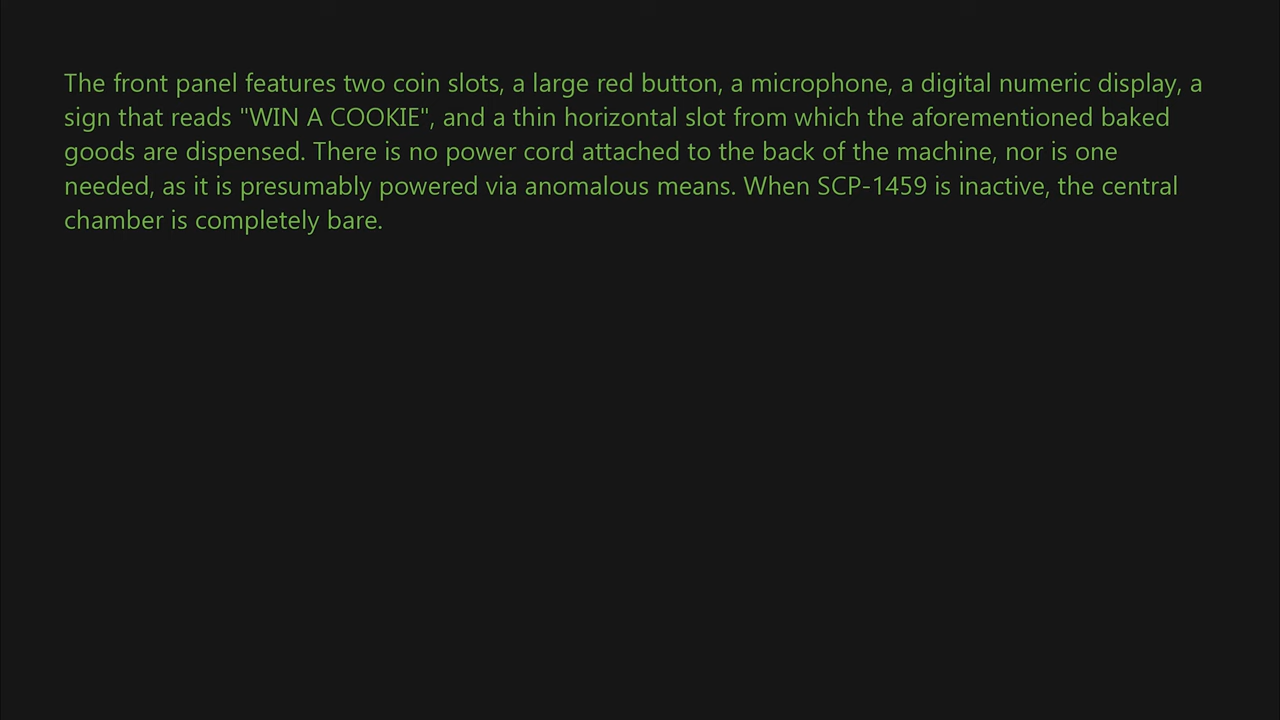 The front panel features two coin slots, a large red button, a microphone, a digital numeric display, a
sign that reads "WIN A COOKIE", and a thin horizontal slot from which the aforementioned baked
goods are dispensed. There is no power cord attached to the back of the machine, nor is one
needed, as it is presumably powered via anomalous means. When SCP-1459 is inactive, the central
chamber is completely bare.